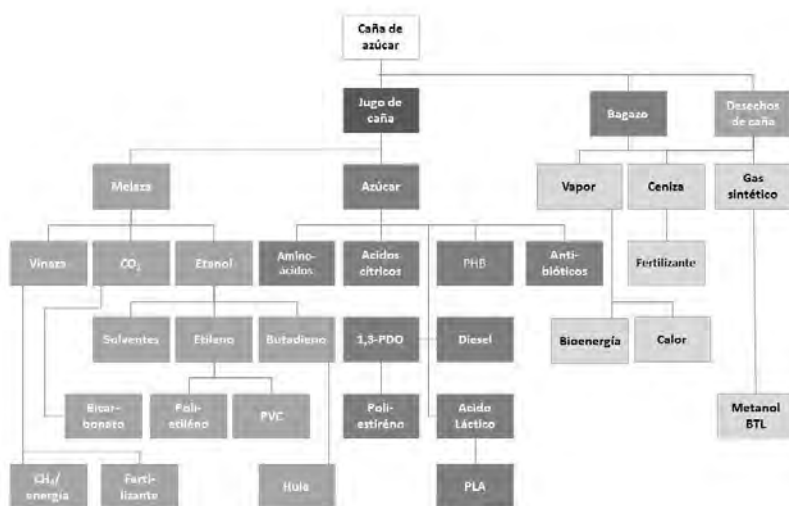 Caña de
azúcar
Jugo de
caña
Bagazo
Desechos
de caña
Melaza
Azúcar
Vapor
Ceniza
Gas
sintético
Vinaza
CO₂
Etanol
Amino-
ácidos
Acidos
cítricos
PHB
Anti-
bióticos
Fertilizante
Solventes
Etileno
Butadieno
1,3-PDO
Diesel
Bioenergía
Calor
Bicar-
bonato
Poli-
etiléno
PVC
Poli-
estiréno
Acido
Láctico
Metanol
BTL
CH₄/
energía
Ferti-
lizante
Hule
PLA